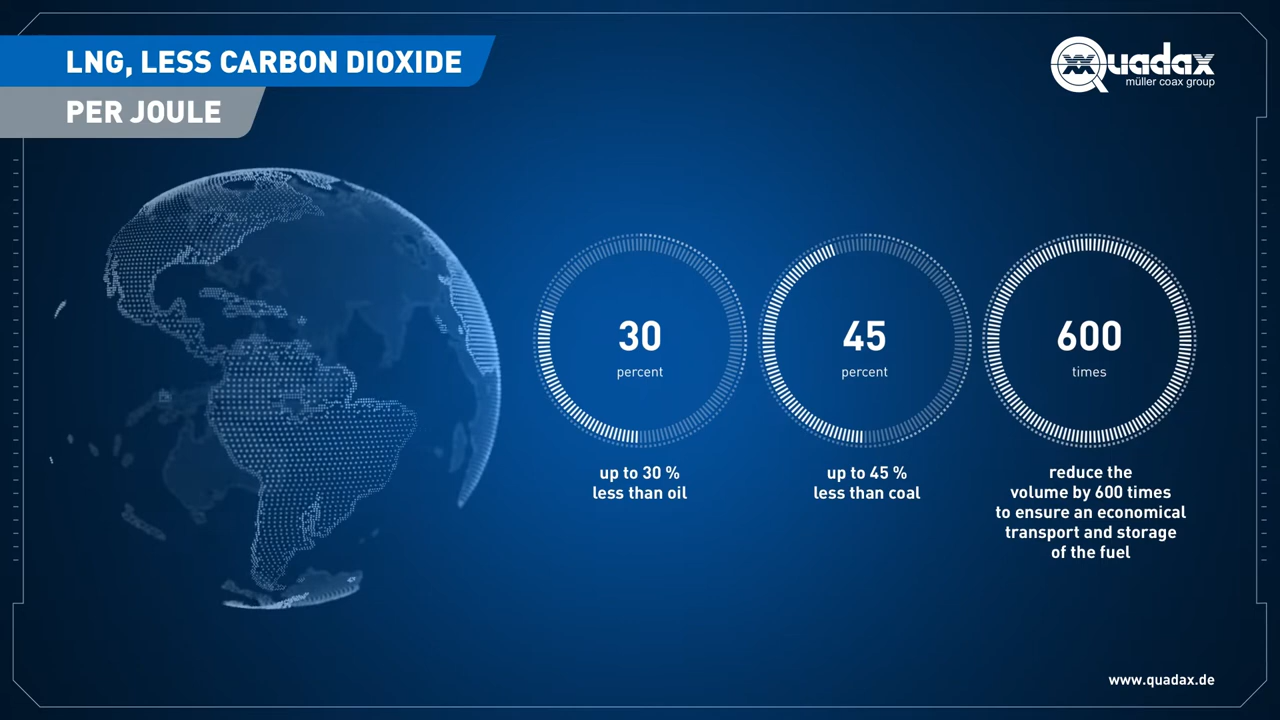 LNG, LESS CARBON DIOXIDE
PER JOULE
Quadax
müller coax group
30
percent
up to 30 %
less than oil
45
percent
up to 45 %
less than coal
600
times
reduce the
volume by 600 times
to ensure an economical
transport and storage
of the fuel
www.quadax.de